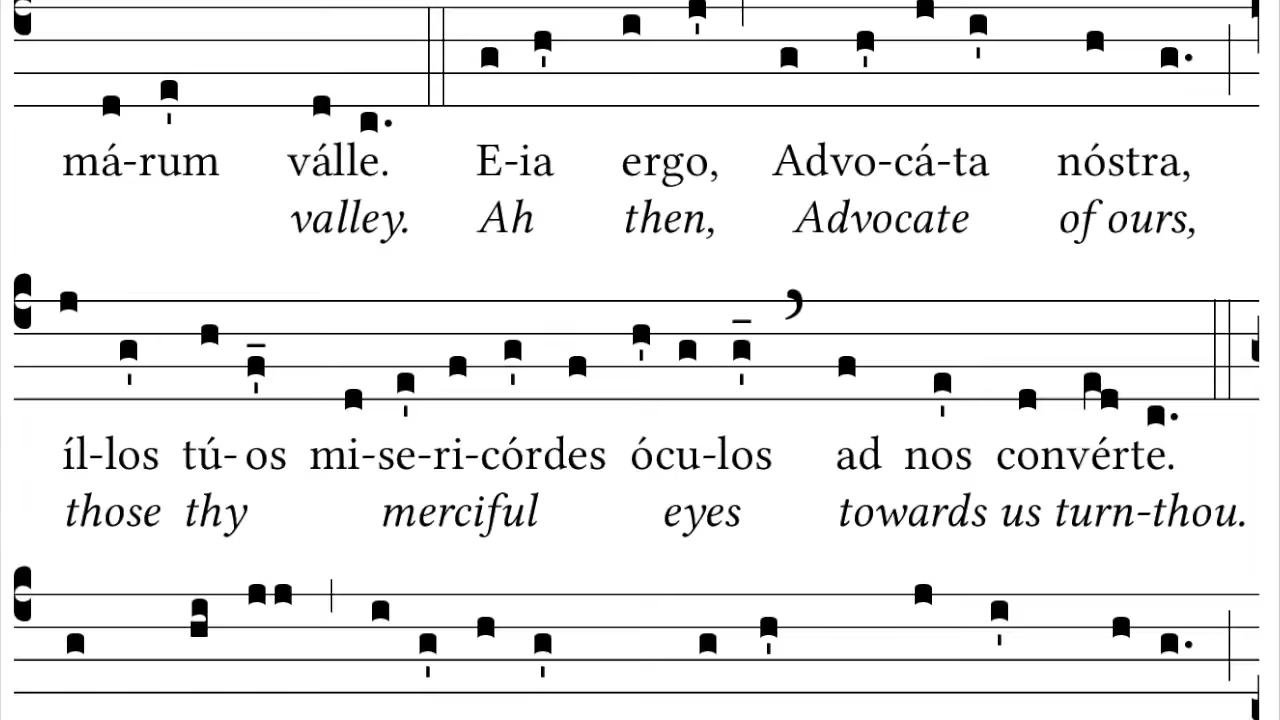 má-rum válle. E-ia ergo, Advo-cá-ta nóstra,
valley. Ah then, Advocate of ours,
íl-los tú-os mi-se-ri-córdes ócu-los ad nos convérte.
those thy merciful eyes towards us turn-thou.